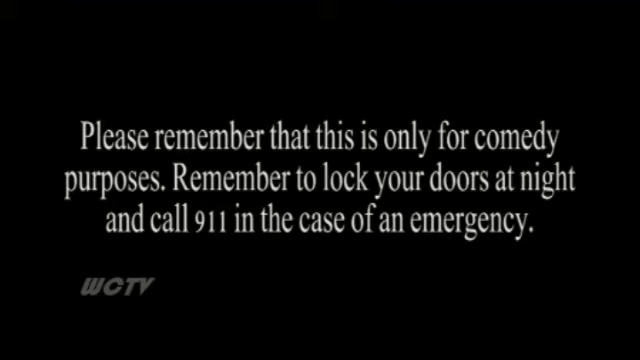 Please remember that this is only for comedy
purposes. Remember to lock your doors at night
and call 911 in the case of an emergency.
WCTV